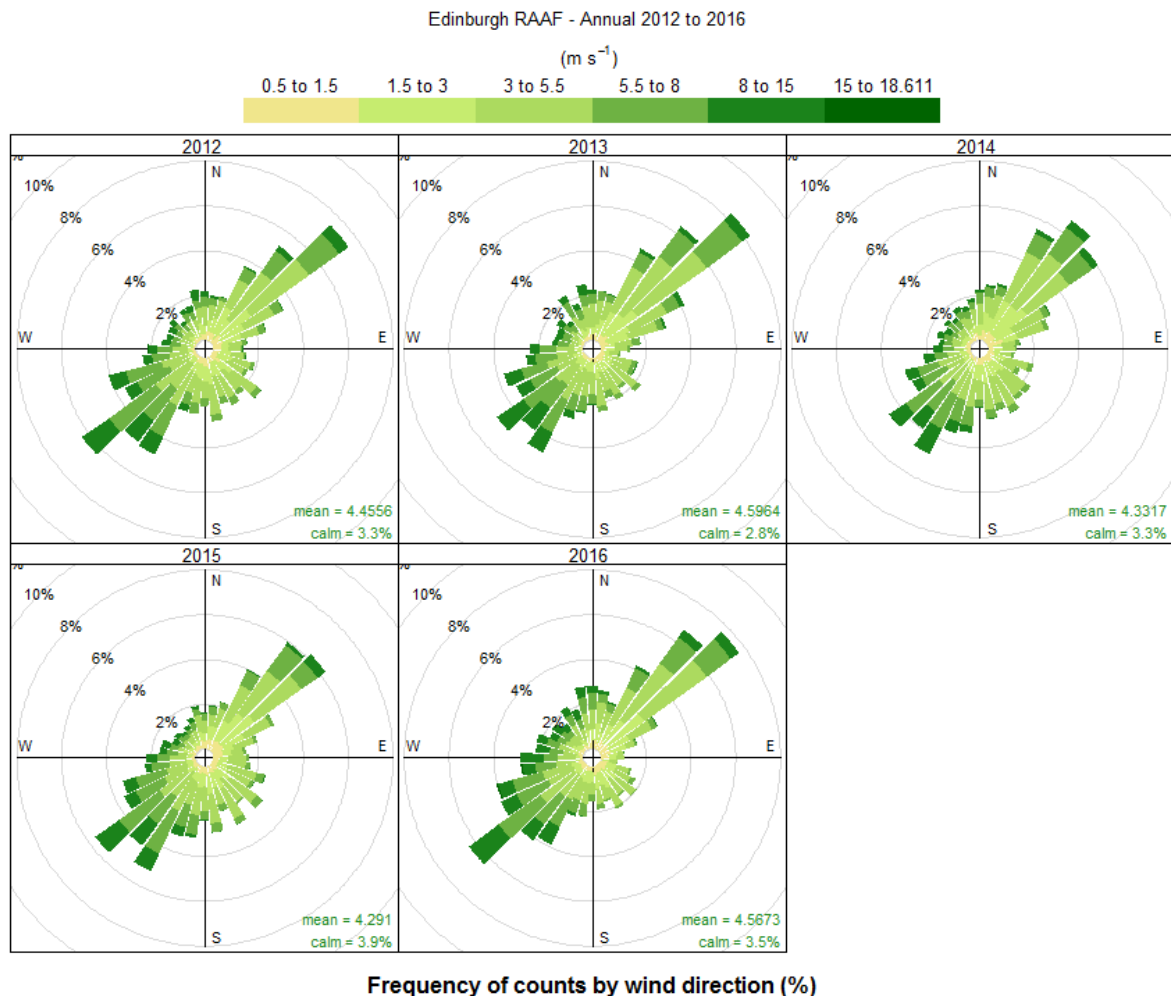 Edinburgh RAAF - Annual 2012 to 2016
(m s⁻¹)
0.5 to 1.5 1.5 to 3 3 to 5.5 5.5 to 8 8 to 15 15 to 18.611
2012 2013 2014
% % %
N N N
10% 10% 10%
8% 8% 8%
6% 6% 6%
4% 4% 4%
2% 2% 2%
W E W E W E
mean = 4.4556 mean = 4.5964 mean = 4.3317
S S S
calm = 3.3% calm = 2.8% calm = 3.3%
2015 2016
% %
N N
10% 10%
8% 8%
6% 6%
4% 4%
2% 2%
W E W E
mean = 4.291 mean = 4.5673
S S
calm = 3.9% calm = 3.5%
Frequency of counts by wind direction (%)